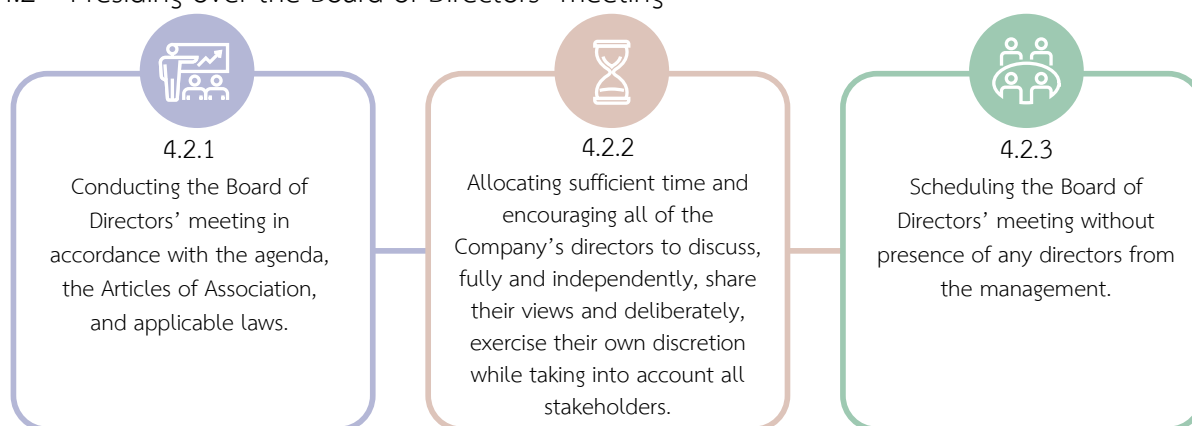 4.2 Presiding over the Board of Directors' meeting
4.2.1
Conducting the Board of
Directors’ meeting in
accordance with the agenda,
the Articles of Association,
and applicable laws.
4.2.2
Allocating sufficient time and
encouraging all of the
Company’s directors to discuss,
fully and independently, share
their views and deliberately,
exercise their own discretion
while taking into account all
stakeholders.
4.2.3
Scheduling the Board of
Directors’ meeting without
presence of any directors from
the management.